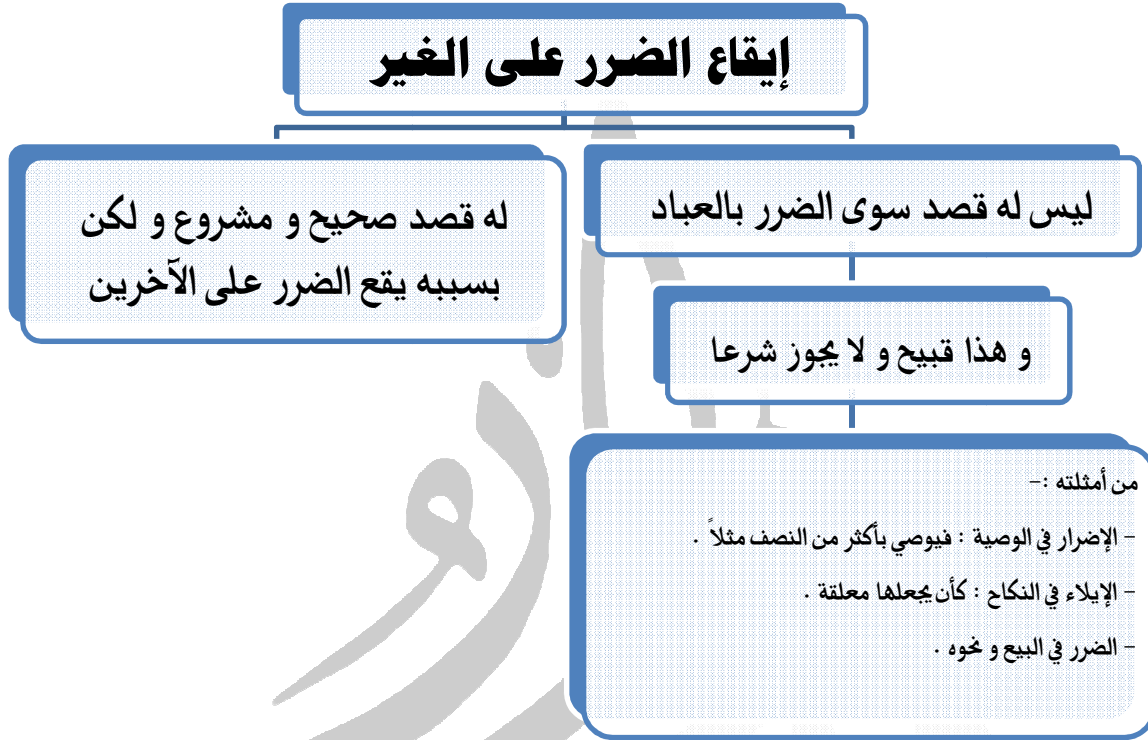 إيقاع الضرر على الغير
ليس له قصد سوى الضرر بالعباد
و هذا قبيح و لا يجوز شرعا
من أمثلته :-
- الإضرار في الوصية : فيوصي بأكثر من النصف مثلاً .
- الإيلاء في النكاح : كأن يجعلها معلقة .
- الضرر في البيع و نحوه .
له قصد صحيح و مشروع و لكن
بسببه يقع الضرر على الآخرين